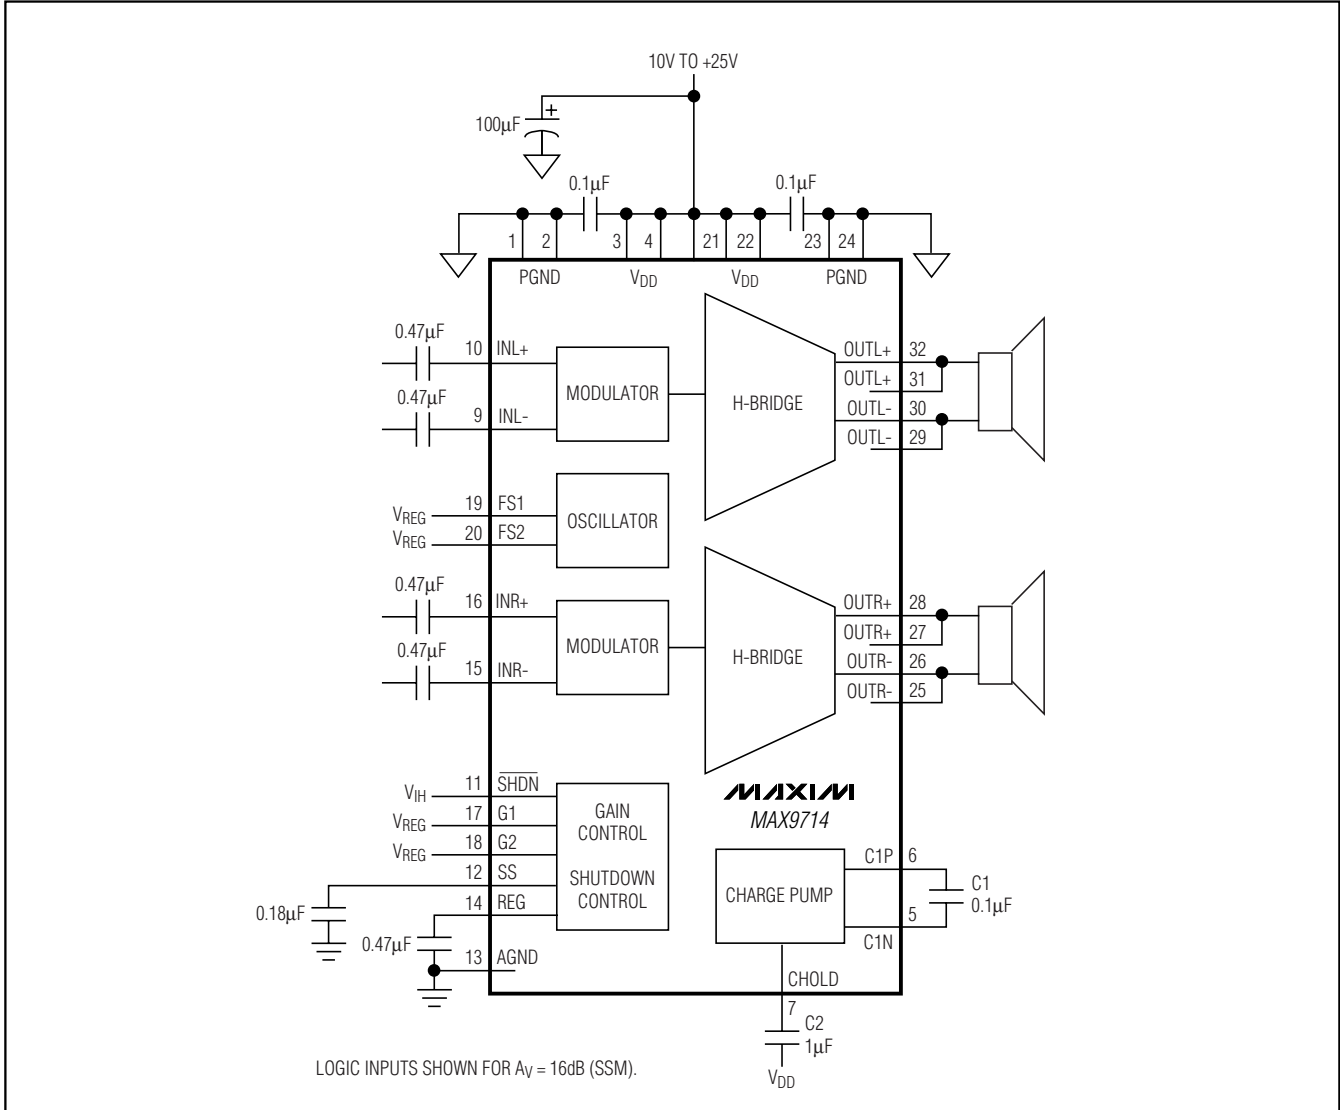 10V TO +25V
+
100µF
0.1µF
0.1µF
1 2 3 4 21 22 23 24
PGND VDD VDD PGND
0.47µF
10 INL+
0.47µF
9 INL-
MODULATOR
H-BRIDGE
OUTL+ 32
OUTL+ 31
OUTL- 30
OUTL- 29
VREG 19 FS1
VREG 20 FS2
OSCILLATOR
0.47µF
16 INR+
0.47µF
15 INR-
MODULATOR
H-BRIDGE
OUTR+ 28
OUTR+ 27
OUTR- 26
OUTR- 25
VIH 11 SHDN
VREG 17 G1
VREG 18 G2
12 SS
14 REG
0.18µF
0.47µF
13 AGND
GAIN
CONTROL
SHUTDOWN
CONTROL
MAXIM
MAX9714
CHARGE PUMP
C1P 6
C1
0.1µF
5
C1N
CHOLD
7
C2
1µF
VDD
LOGIC INPUTS SHOWN FOR AV = 16dB (SSM).